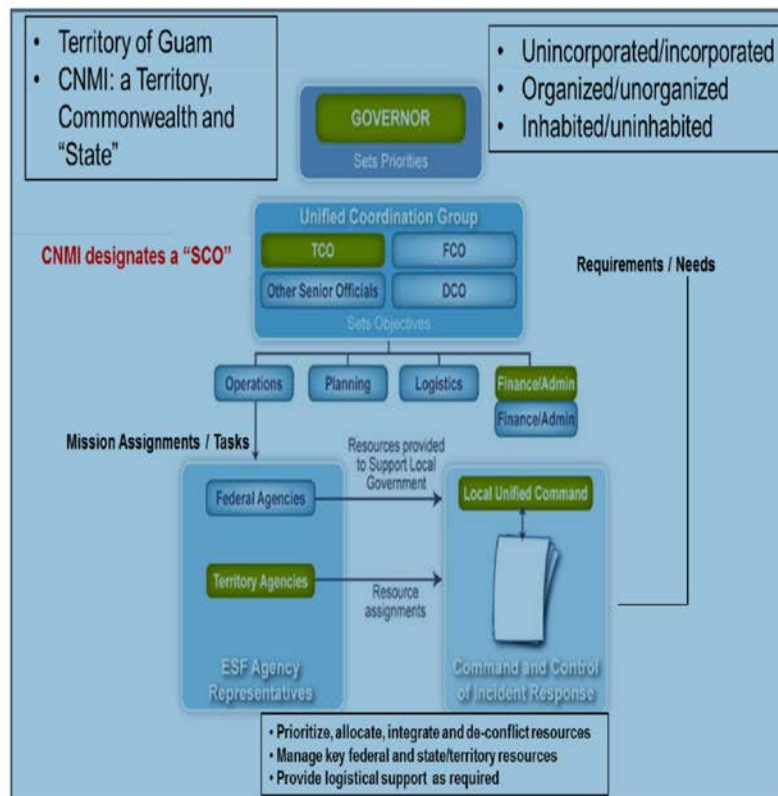 • Territory of Guam
• CNMI: a Territory,
Commonwealth and
“State”
• Unincorporated/incorporated
• Organized/unorganized
• Inhabited/uninhabited
GOVERNOR
Sets Priorities
Unified Coordination Group
TCO
FCO
Other Senior Officials
DCO
Sets Objectives
CNMI designates a “SCO”
Requirements / Needs
Operations
Planning
Logistics
Finance/Admin
Finance/Admin
Mission Assignments / Tasks
Resources provided
to Support Local
Government
Federal Agencies
Local Unified Command
Territory Agencies
Resource
assignments
ESF Agency
Representatives
Command and Control
of Incident Response
• Prioritize, allocate, integrate and de-conflict resources
• Manage key federal and state/territory resources
• Provide logistical support as required